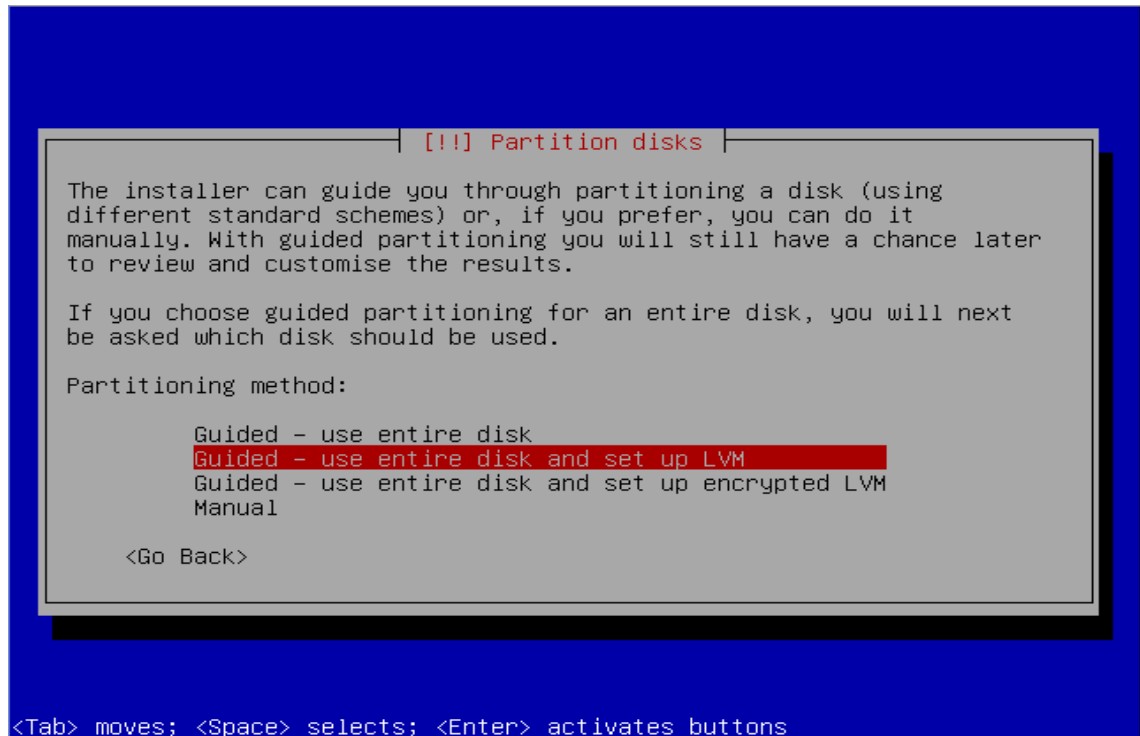 [!!] Partition disks
The installer can guide you through partitioning a disk (using
different standard schemes) or, if you prefer, you can do it
manually. With guided partitioning you will still have a chance later
to review and customise the results.
If you choose guided partitioning for an entire disk, you will next
be asked which disk should be used.
Partitioning method:
Guided – use entire disk
Guided – use entire disk and set up LVM
Guided – use entire disk and set up encrypted LVM
Manual
<Go Back>
<Tab> moves; <Space> selects; <Enter> activates buttons